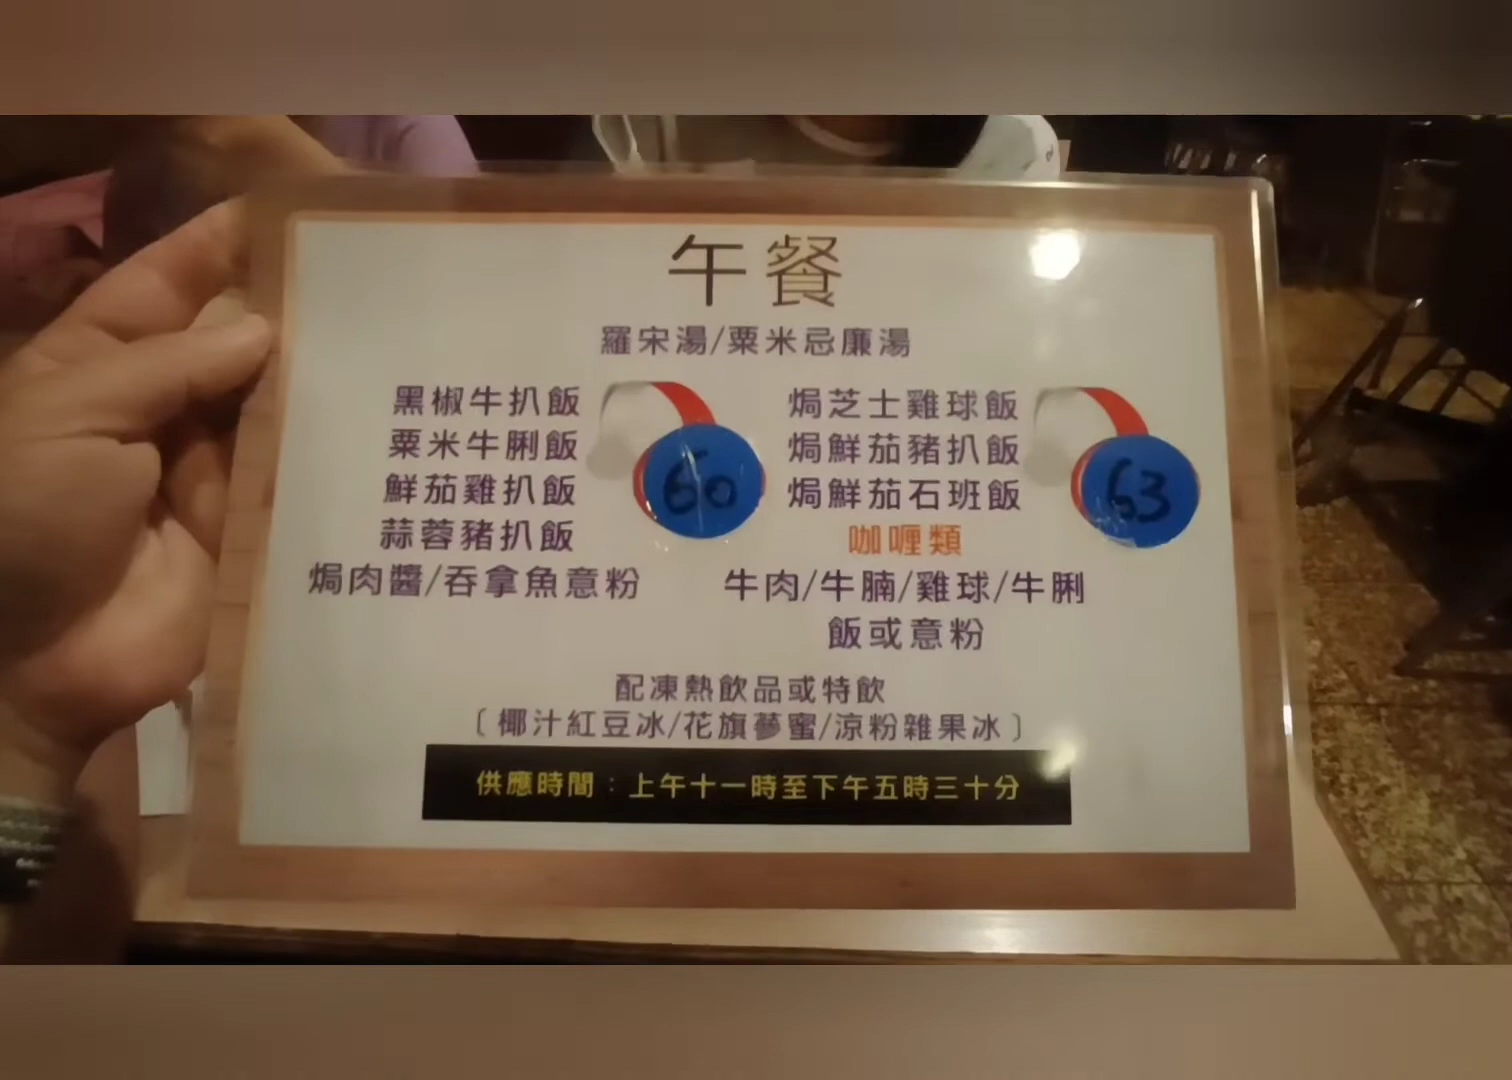 午餐
羅宋湯/粟米忌廉湯
黑椒牛扒飯
粟米牛脷飯
鮮茄雞扒飯
蒜蓉豬扒飯
焗肉醬/吞拿魚意粉
60
焗芝士雞球飯
焗鮮茄豬扒飯
焗鮮茄石班飯
63
咖喱類
牛肉/牛腩/雞球/牛脷
飯或意粉
配凍熱飲品或特飲
〔椰汁紅豆冰/花旗蔘蜜/涼粉雜果冰〕
供應時間：上午十一時至下午五時三十分